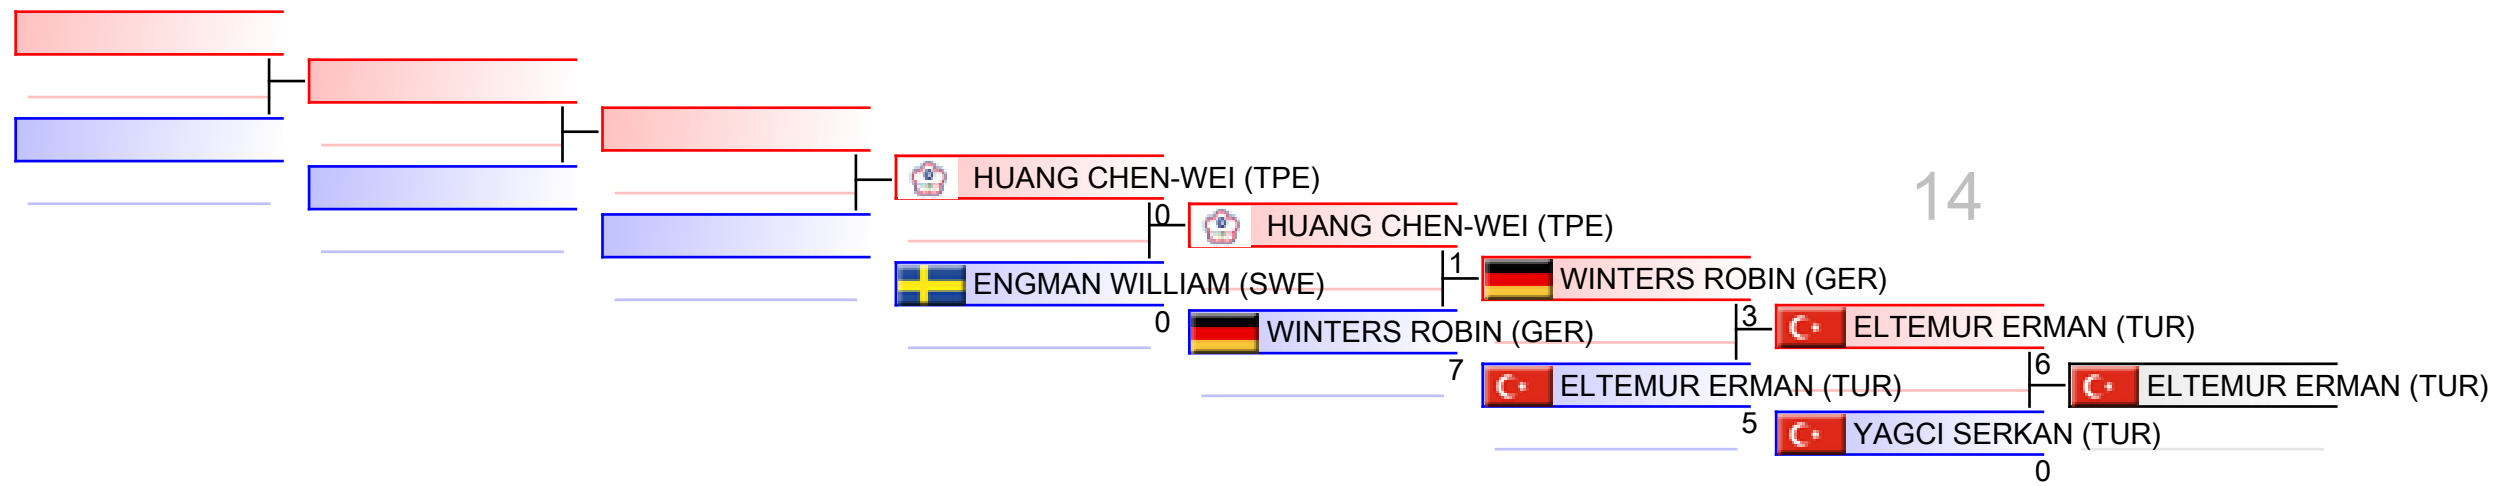 HUANG CHEN-WEI (TPE)
14
0
HUANG CHEN-WEI (TPE)
ENGMAN WILLIAM (SWE)
1
WINTERS ROBIN (GER)
0
WINTERS ROBIN (GER)
3
ELTEMUR ERMAN (TUR)
7
ELTEMUR ERMAN (TUR)
6
ELTEMUR ERMAN (TUR)
5
YAGCI SERKAN (TUR)
0